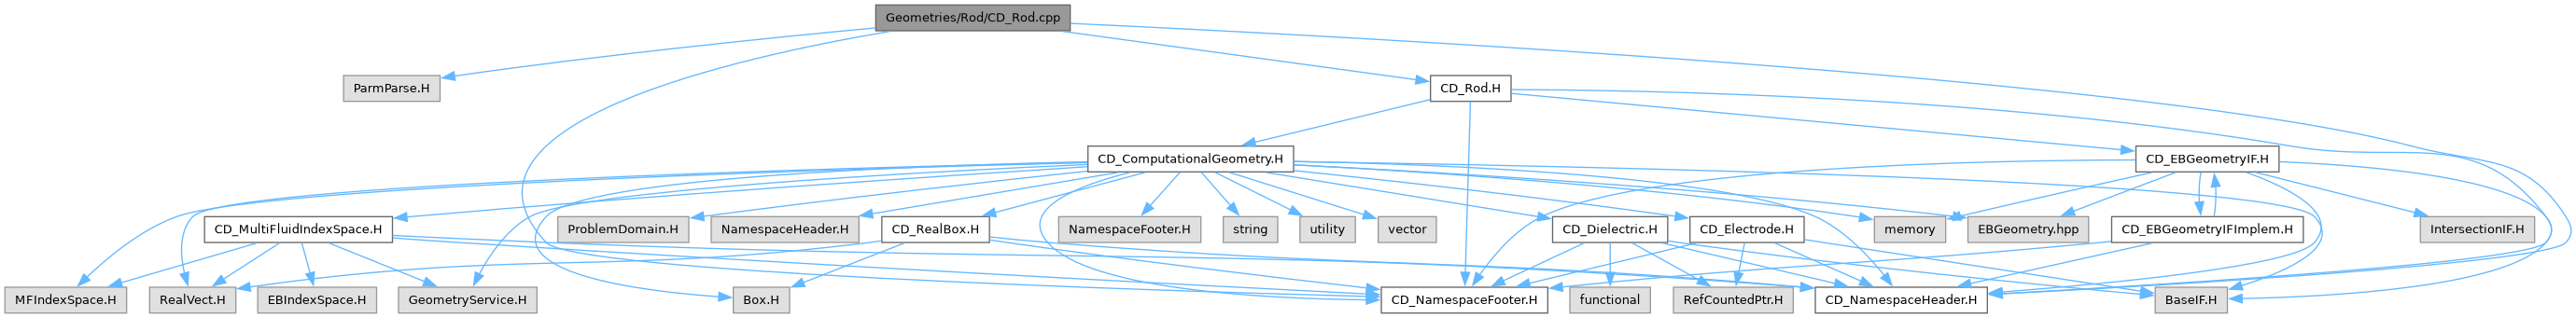 Geometries/Rod/CD_Rod.cpp
ParmParse.H
CD_Rod.H
CD_ComputationalGeometry.H
CD_EBGeometryIF.H
CD_MultiFluidIndexSpace.H
ProblemDomain.H
NamespaceHeader.H
CD_RealBox.H
NamespaceFooter.H
string
utility
vector
CD_Dielectric.H
CD_Electrode.H
memory
EBGeometry.hpp
CD_EBGeometryIFImplem.H
IntersectionIF.H
MFIndexSpace.H
RealVect.H
EBIndexSpace.H
GeometryService.H
Box.H
CD_NamespaceFooter.H
functional
RefCountedPtr.H
CD_NamespaceHeader.H
BaseIF.H